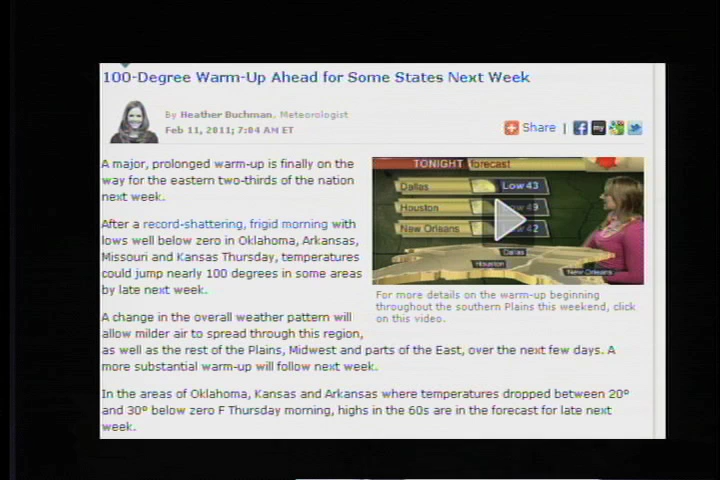 100-Degree Warm-Up Ahead for Some States Next Week
By Heather Buchman, Meteorologist
Feb 11, 2011; 7:04 AM ET
Share |
my
A major, prolonged warm-up is finally on the
way for the eastern two-thirds of the nation
next week.
After a record-shattering, frigid morning with
lows well below zero in Oklahoma, Arkansas,
Missouri and Kansas Thursday, temperatures
could jump nearly 100 degrees in some areas
by late next week.
A change in the overall weather pattern will
allow milder air to spread through this region,
as well as the rest of the Plains, Midwest and parts of the East, over the next few days. A
more substantial warm-up will follow next week.
In the areas of Oklahoma, Kansas and Arkansas where temperatures dropped between 20°
and 30° below zero F Thursday morning, highs in the 60s are in the forecast for late next
week.
TONIGHT forecast
Dallas Low 43
Houston 49
New Orleans 42
Dallas
Houston
New Orleans
For more details on the warm-up beginning
throughout the southern Plains this weekend, click
on this video.